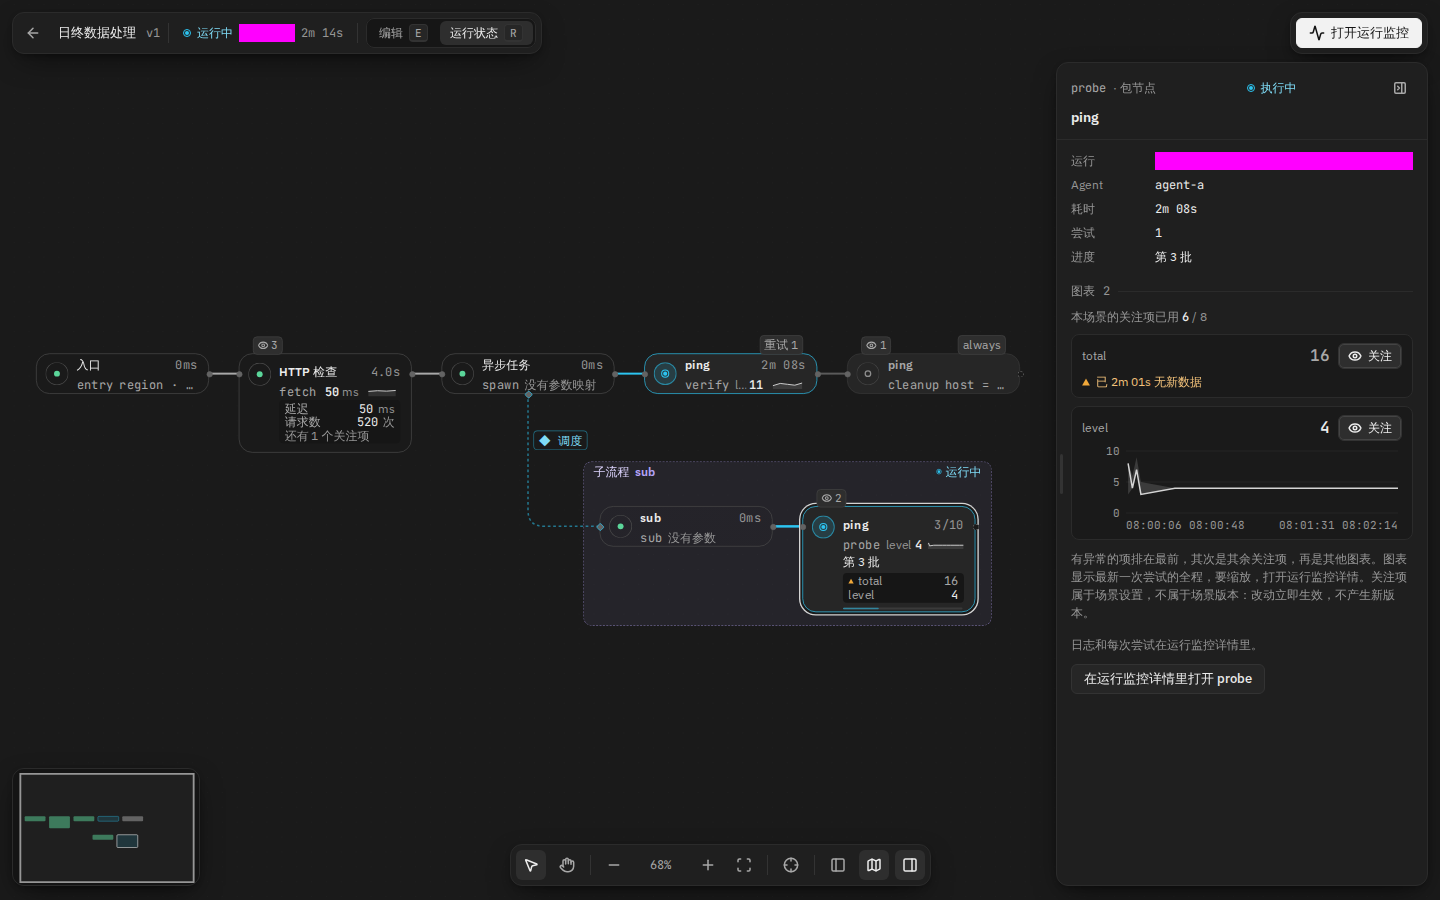 日终数据处理 v1 运行中 2m 14s 编辑 E 运行状态 R
打开运行监控
probe · 包节点 执行中
ping
运行
Agent agent-a
耗时 2m 08s
尝试 1
进度 第 3 批
图表 2
本场景的关注项已用 6 / 8
total 16 关注
已 2m 01s 无新数据
level 4 关注
10
5
0
08:00:06 08:00:48 08:01:31 08:02:14
有异常的项排在最前，其次是其余关注项，再是其他图表。图表
显示最新一次尝试的全程，要缩放，打开运行监控详情。关注项
属于场景设置，不属于场景版本：改动立即生效，不产生新版
本。
日志和每次尝试在运行监控详情里。
在运行监控详情里打开 probe
入口 0ms
entry region · …
3
HTTP 检查 4.0s
fetch 50 ms
延迟 50 ms
请求数 520 次
还有 1 个关注项
异步任务 0ms
spawn 没有参数映射
重试 1
ping 2m 08s
verify l… 11
1
always
ping
cleanup host = …
调度
子流程 sub 运行中
sub 0ms
sub 没有参数
2
ping 3/10
probe level 4
第 3 批
total 16
level 4
68%